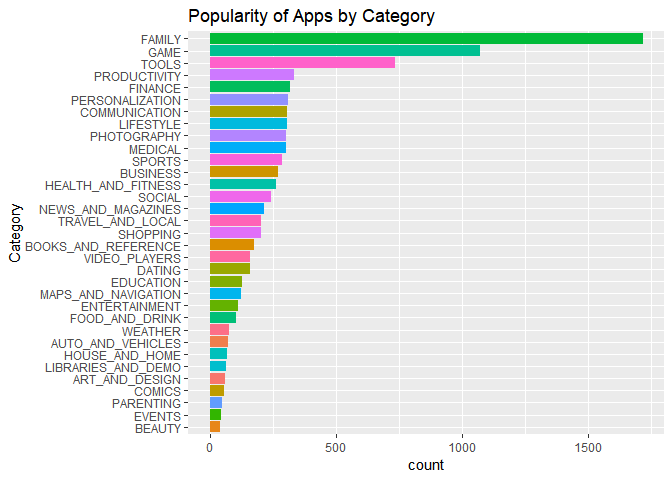 Popularity of Apps by Category
FAMILY
GAME
TOOLS
PRODUCTIVITY
FINANCE
PERSONALIZATION
COMMUNICATION
LIFESTYLE
PHOTOGRAPHY
MEDICAL
SPORTS
BUSINESS
HEALTH_AND_FITNESS
SOCIAL
NEWS_AND_MAGAZINES
TRAVEL_AND_LOCAL
SHOPPING
BOOKS_AND_REFERENCE
VIDEO_PLAYERS
DATING
EDUCATION
MAPS_AND_NAVIGATION
ENTERTAINMENT
FOOD_AND_DRINK
WEATHER
AUTO_AND_VEHICLES
HOUSE_AND_HOME
LIBRARIES_AND_DEMO
ART_AND_DESIGN
COMICS
PARENTING
EVENTS
BEAUTY
Category
0 500 1000 1500
count